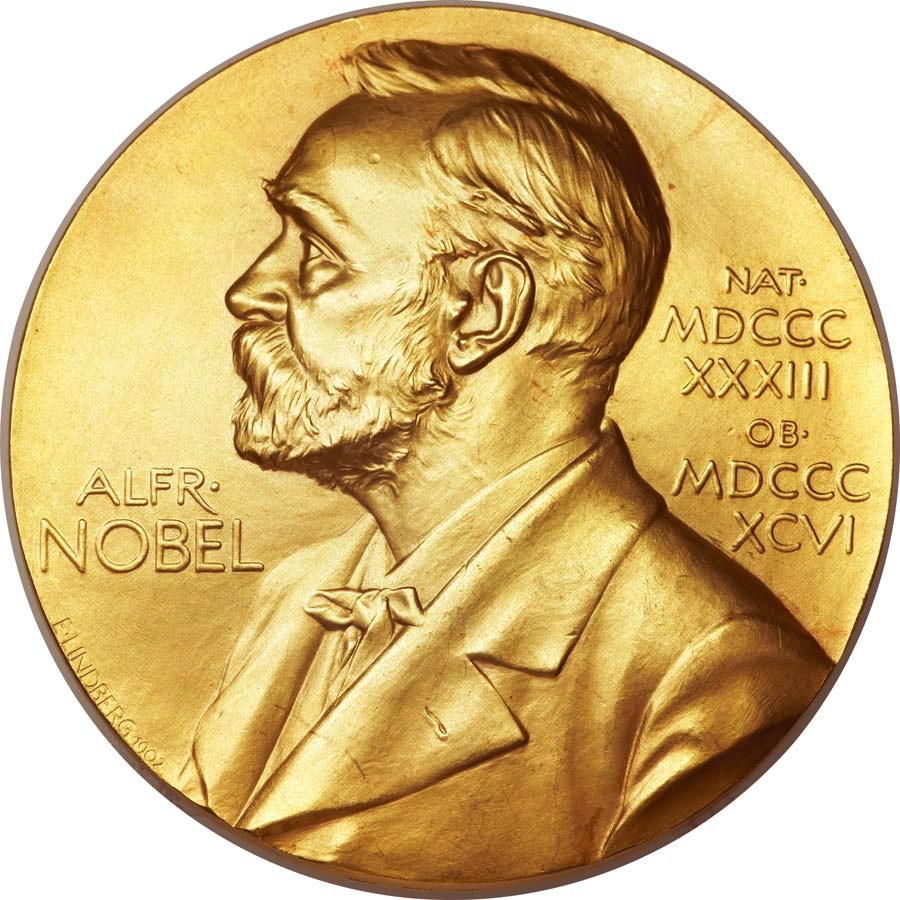 ALFR·
NOBEL
NAT·
MDCCC
XXXIII
·OB·
MDCCC
XCVI
E·LINDBERG 1902